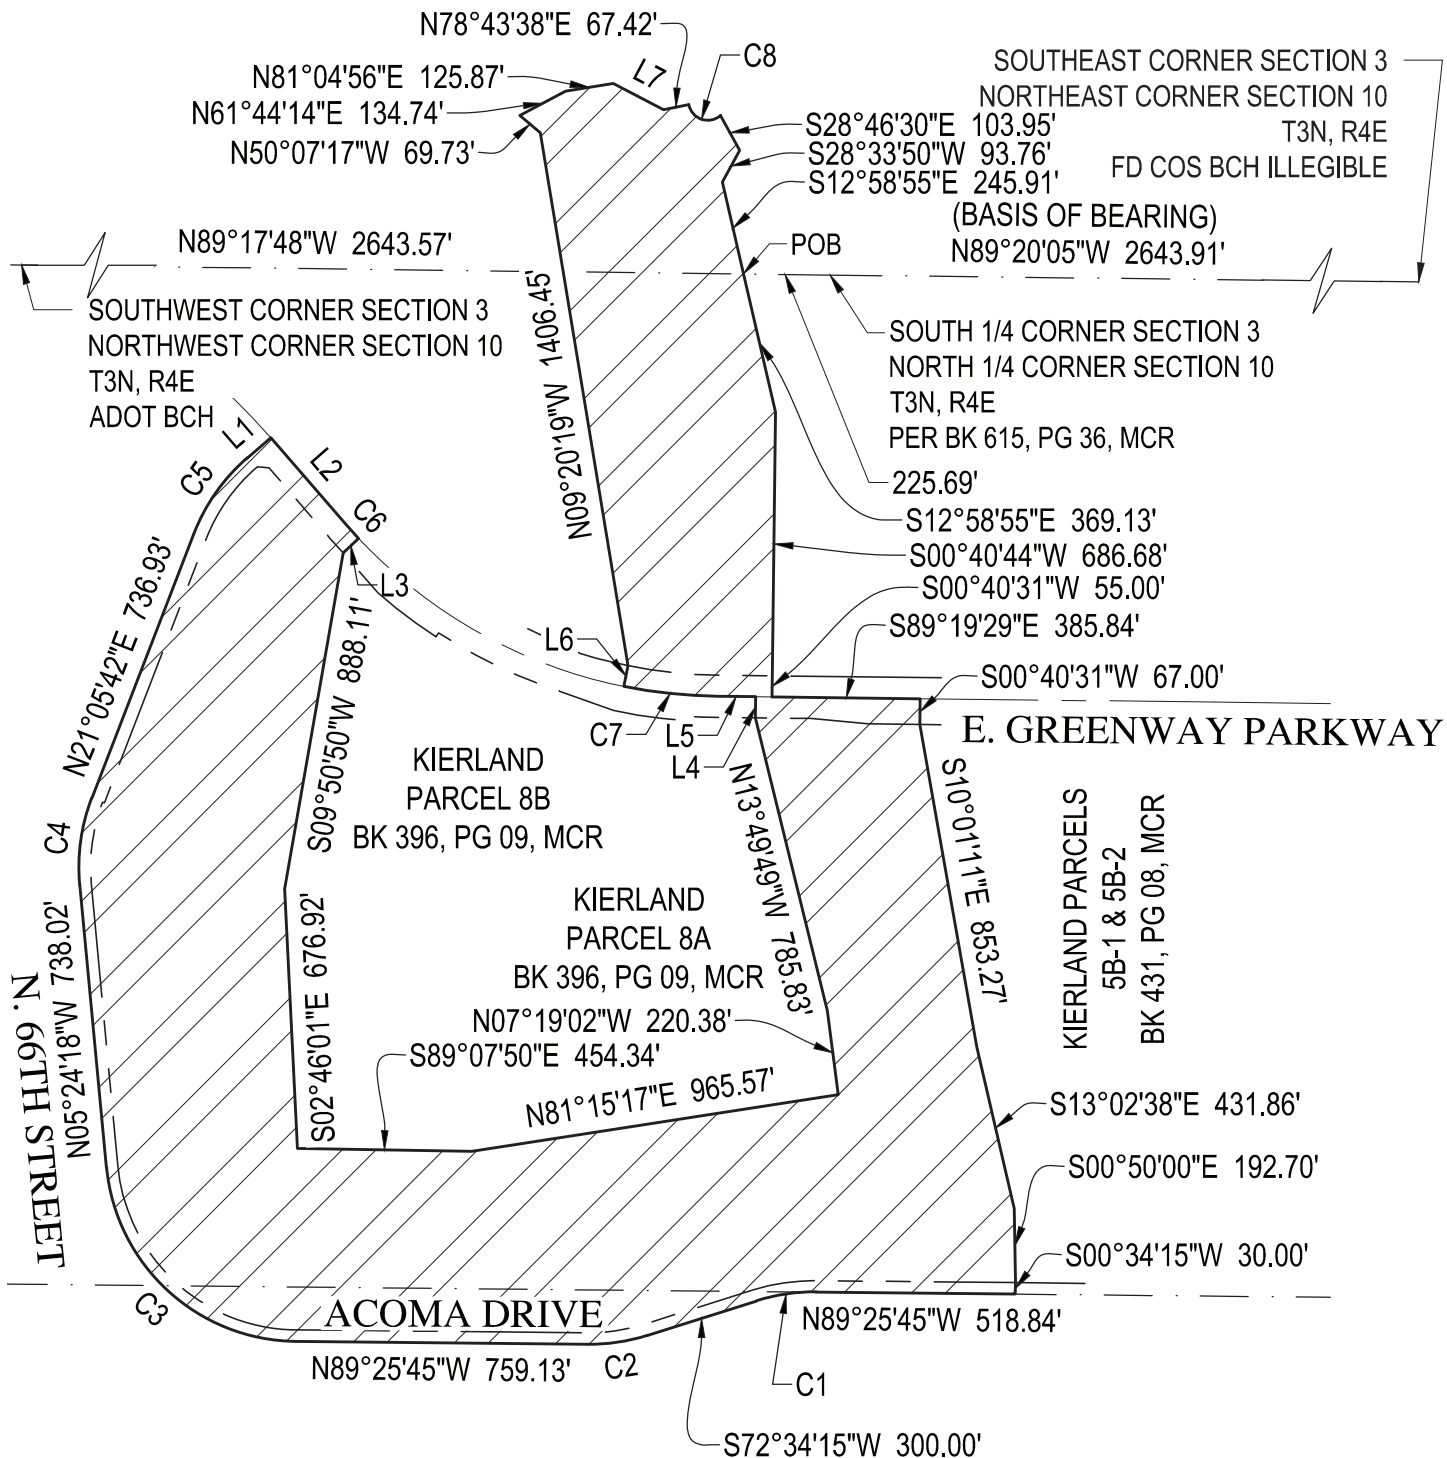 N78°43'38"E 67.42'
C8
L7
N81°04'56"E 125.87'
N61°44'14"E 134.74'
N50°07'17"W 69.73'
SOUTHEAST CORNER SECTION 3
NORTHEAST CORNER SECTION 10
T3N, R4E
FD COS BCH ILLEGIBLE
S28°46'30"E 103.95'
S28°33'50"W 93.76'
S12°58'55"E 245.91'
(BASIS OF BEARING)
N89°20'05"W 2643.91'
N89°17'48"W 2643.57'
POB
SOUTHWEST CORNER SECTION 3
NORTHWEST CORNER SECTION 10
T3N, R4E
ADOT BCH
N09°20'19"W 1406.45'
SOUTH 1/4 CORNER SECTION 3
NORTH 1/4 CORNER SECTION 10
T3N, R4E
PER BK 615, PG 36, MCR
225.69'
S12°58'55"E 369.13'
S00°40'44"W 686.68'
S00°40'31"W 55.00'
S89°19'29"E 385.84'
S00°40'31"W 67.00'
E. GREENWAY PARKWAY
L1
L2
C5
C6
L3
L6
C7
L5
L4
N21°05'42"E 736.93'
S09°50'50"W 888.11'
KIERLAND
PARCEL 8B
BK 396, PG 09, MCR
N13°49'49"W 785.83'
S10°01'11"E 853.27'
KIERLAND PARCELS
5B-1 & 5B-2
BK 431, PG 08, MCR
C4
KIERLAND
PARCEL 8A
BK 396, PG 09, MCR
N07°19'02"W 220.38'
S89°07'50"E 454.34'
N81°15'17"E 965.57'
S02°46'01"E 676.92'
N05°24'18"W 738.02'
N. 66TH STREET
S13°02'38"E 431.86'
S00°50'00"E 192.70'
S00°34'15"W 30.00'
C3
ACOMA DRIVE
N89°25'45"W 518.84'
N89°25'45"W 759.13'
C2
C1
S72°34'15"W 300.00'